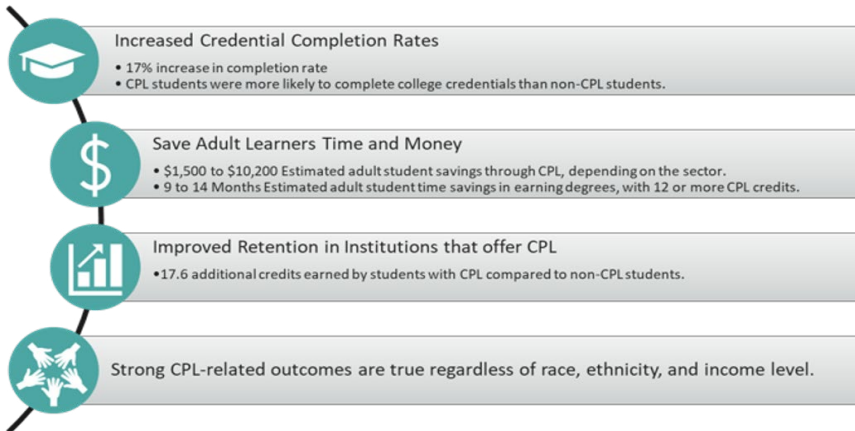 Increased Credential Completion Rates
• 17% increase in completion rate
• CPL students were more likely to complete college credentials than non-CPL students.
Save Adult Learners Time and Money
• $1,500 to $10,200 Estimated adult student savings through CPL, depending on the sector.
• 9 to 14 Months Estimated adult student time savings in earning degrees, with 12 or more CPL credits.
Improved Retention in Institutions that offer CPL
•17.6 additional credits earned by students with CPL compared to non-CPL students.
Strong CPL-related outcomes are true regardless of race, ethnicity, and income level.